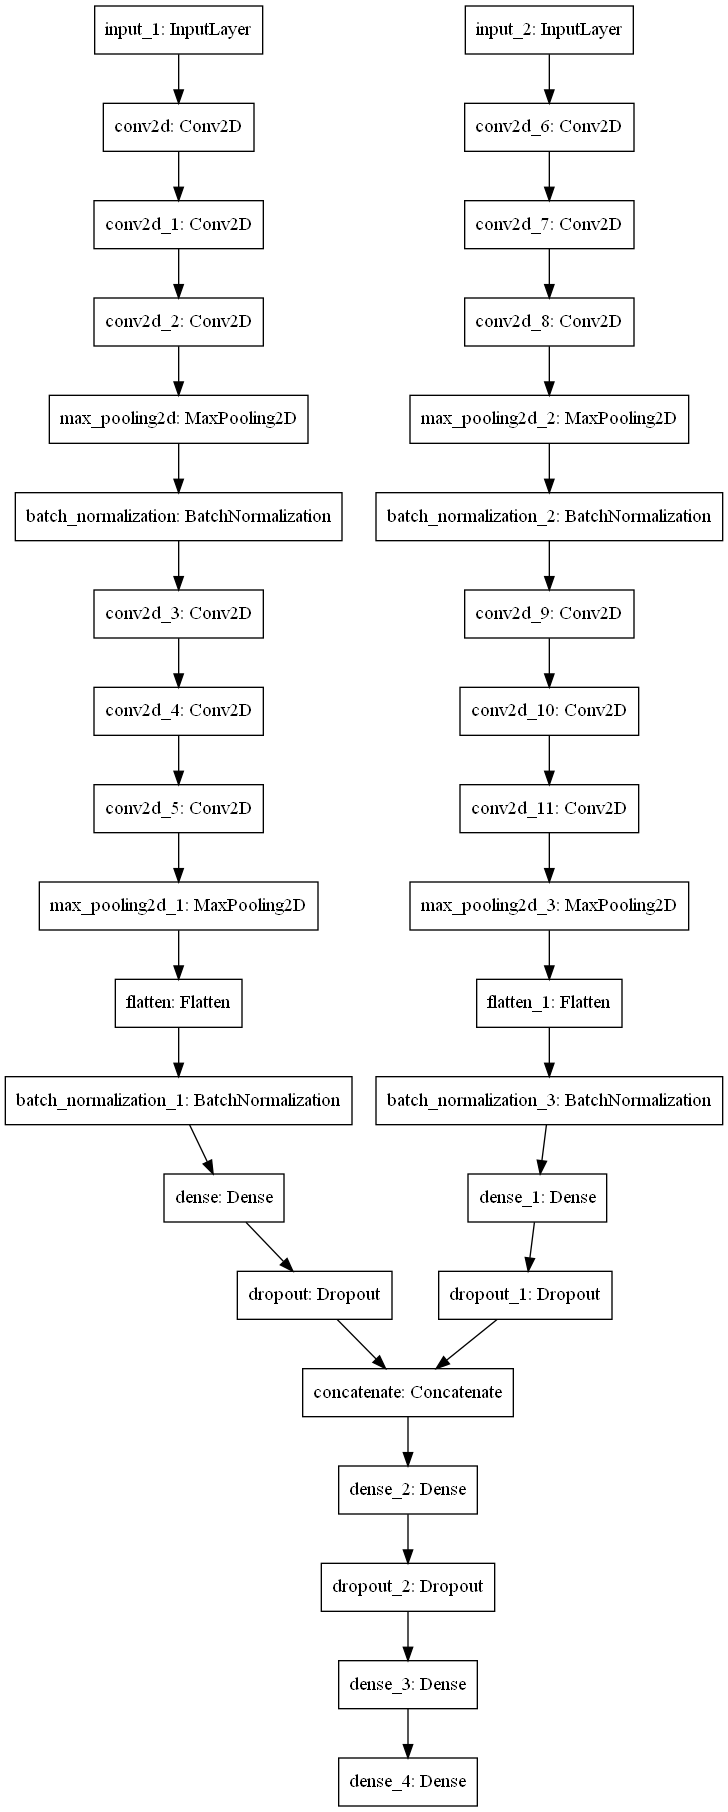 input_1: InputLayer
input_2: InputLayer
conv2d: Conv2D
conv2d_6: Conv2D
conv2d_1: Conv2D
conv2d_7: Conv2D
conv2d_2: Conv2D
conv2d_8: Conv2D
max_pooling2d: MaxPooling2D
max_pooling2d_2: MaxPooling2D
batch_normalization: BatchNormalization
batch_normalization_2: BatchNormalization
conv2d_3: Conv2D
conv2d_9: Conv2D
conv2d_4: Conv2D
conv2d_10: Conv2D
conv2d_5: Conv2D
conv2d_11: Conv2D
max_pooling2d_1: MaxPooling2D
max_pooling2d_3: MaxPooling2D
flatten: Flatten
flatten_1: Flatten
batch_normalization_1: BatchNormalization
batch_normalization_3: BatchNormalization
dense: Dense
dense_1: Dense
dropout: Dropout
dropout_1: Dropout
concatenate: Concatenate
dense_2: Dense
dropout_2: Dropout
dense_3: Dense
dense_4: Dense